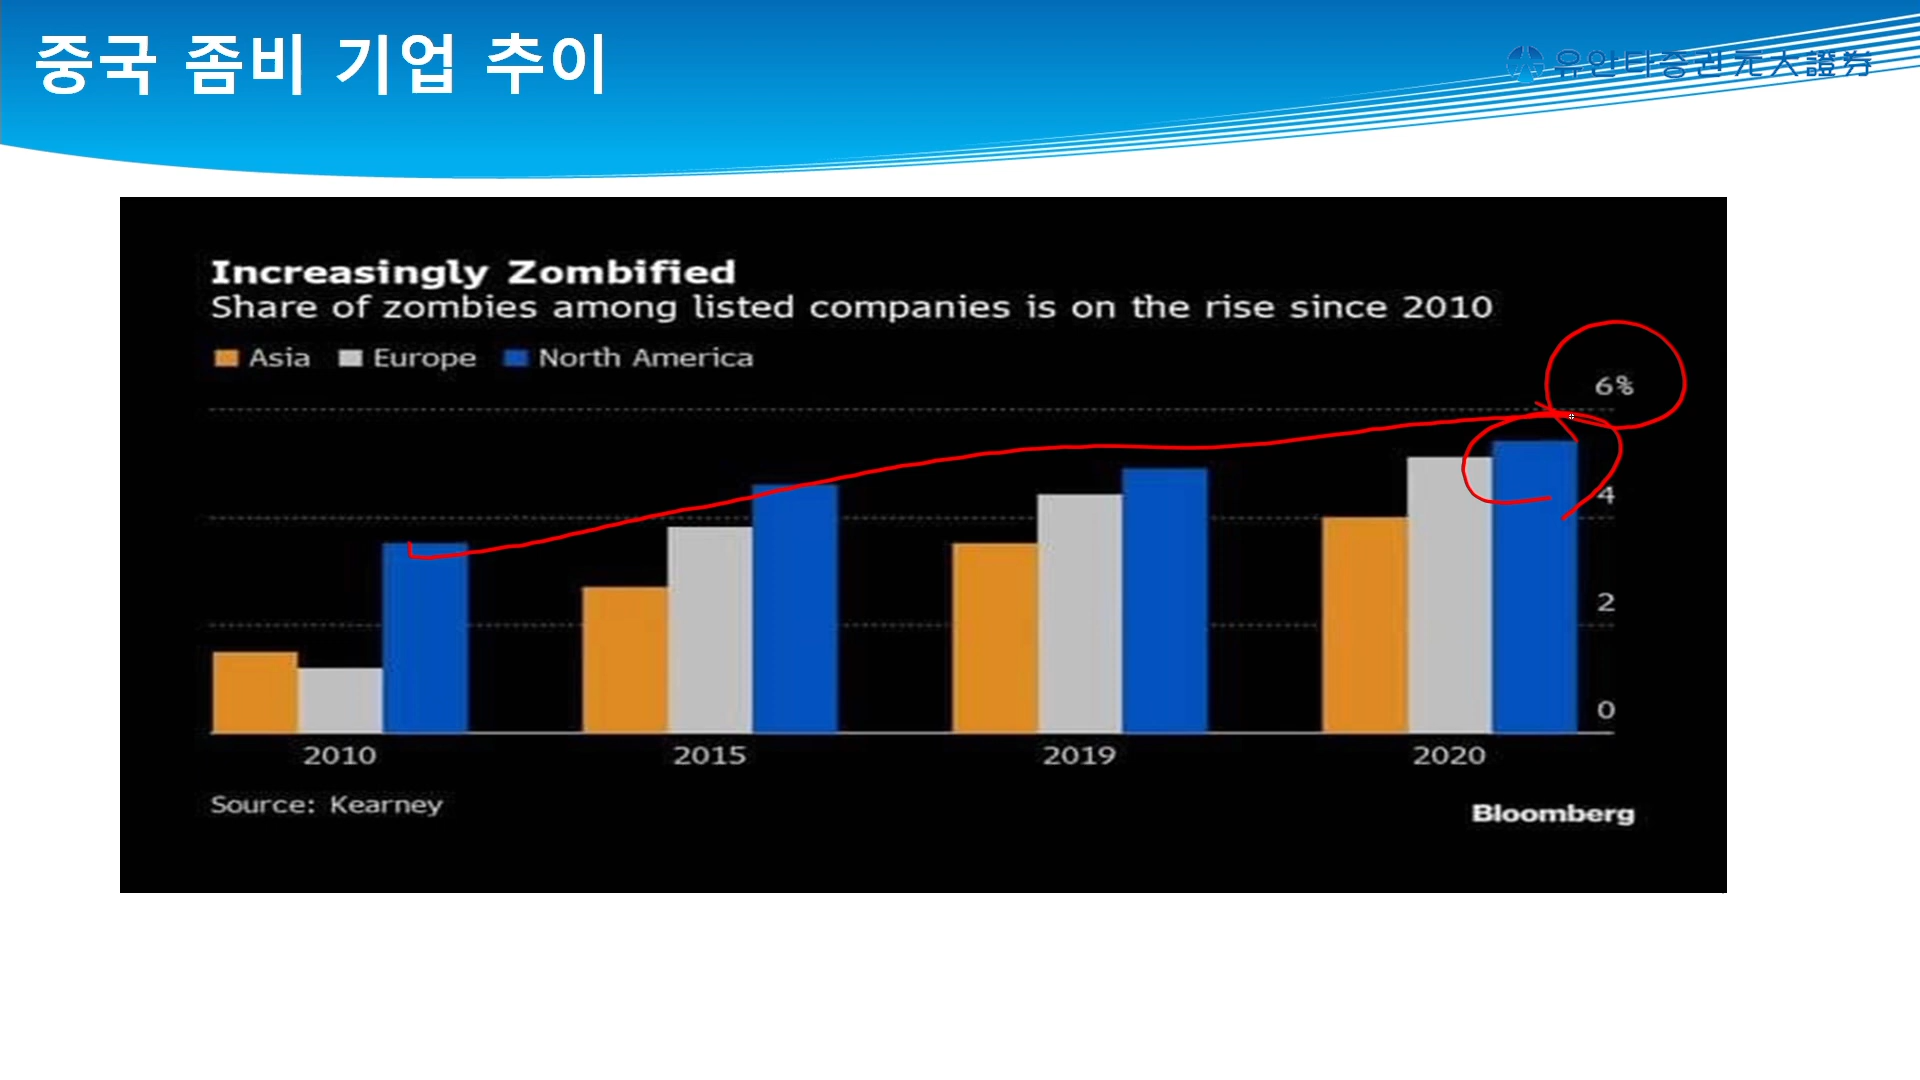 중국 좀비 기업 추이
유안타증권 元大證券
Increasingly Zombified
Share of zombies among listed companies is on the rise since 2010
Asia Europe North America
6%
4
2
0
2010 2015 2019 2020
Source: Kearney
Bloomberg